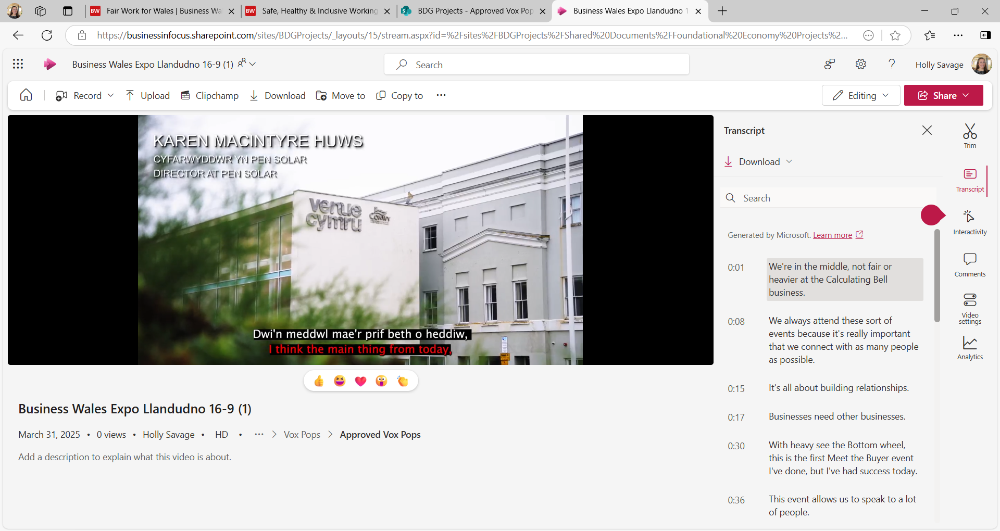 Fair Work for Wales | Business Wa
Safe, Healthy & Inclusive Working
BDG Projects - Approved Vox Pop
Business Wales Expo Llandudno 1
https://businessinfocus.sharepoint.com/sites/BDGProjects/_layouts/15/stream.aspx?id=%2Fsites%2FBDGProjects%2FShared%20Documents%2FFoundational%20Economy%20Projects%2...
Business Wales Expo Llandudno 16-9 (1)
Search
Holly Savage
Record
Upload
Clipchamp
Download
Move to
Copy to
Editing
Share
KAREN MACINTYRE HUWS
CYFARWYDDWR YN PEN SOLAR
DIRECTOR AT PEN SOLAR
venue
cymru
CONWY
Dwi'n meddwl mae'r prif beth o heddiw,
I think the main thing from today,
Business Wales Expo Llandudno 16-9 (1)
March 31, 2025 • 0 views • Holly Savage • HD • ··· > Vox Pops > Approved Vox Pops
Add a description to explain what this video is about.
Transcript
Download
Search
Generated by Microsoft. Learn more
0:01 We're in the middle, not fair or
heavier at the Calculating Bell
business.
0:08 We always attend these sort of
events because it's really important
that we connect with as many people
as possible.
0:15 It's all about building relationships.
0:17 Businesses need other businesses.
0:30 With heavy see the Bottom wheel,
this is the first Meet the Buyer event
I've done, but I've had success today.
0:36 This event allows us to speak to a lot
of people.
Trim
Transcript
Interactivity
Comments
Video
settings
Analytics